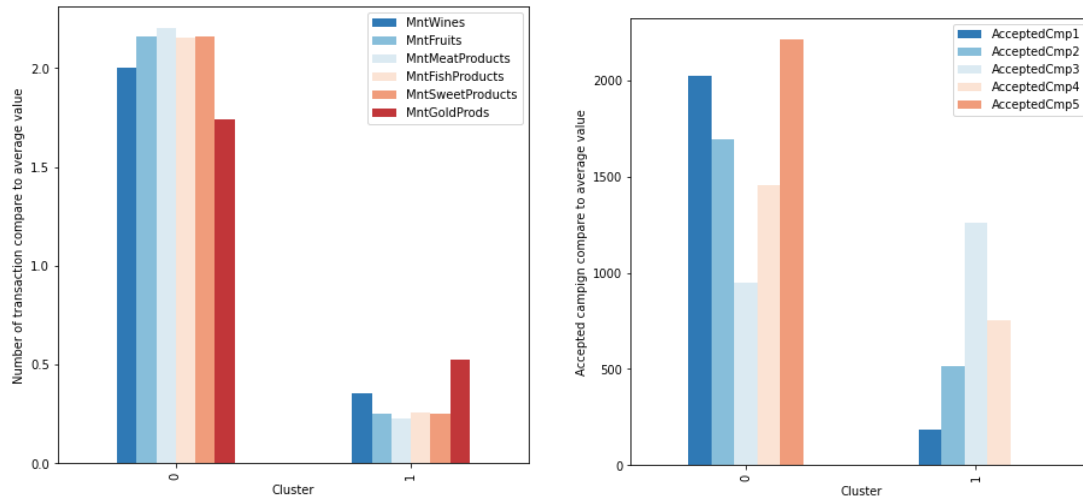 MntWines
MntFruits
MntMeatProducts
MntFishProducts
MntSweetProducts
MntGoldProds
Number of transaction compare to average value
2.0
1.5
1.0
0.5
0.0
0
1
Cluster
AcceptedCmp1
AcceptedCmp2
AcceptedCmp3
AcceptedCmp4
AcceptedCmp5
Accepted campign compare to average value
2000
1500
1000
500
0
0
1
Cluster